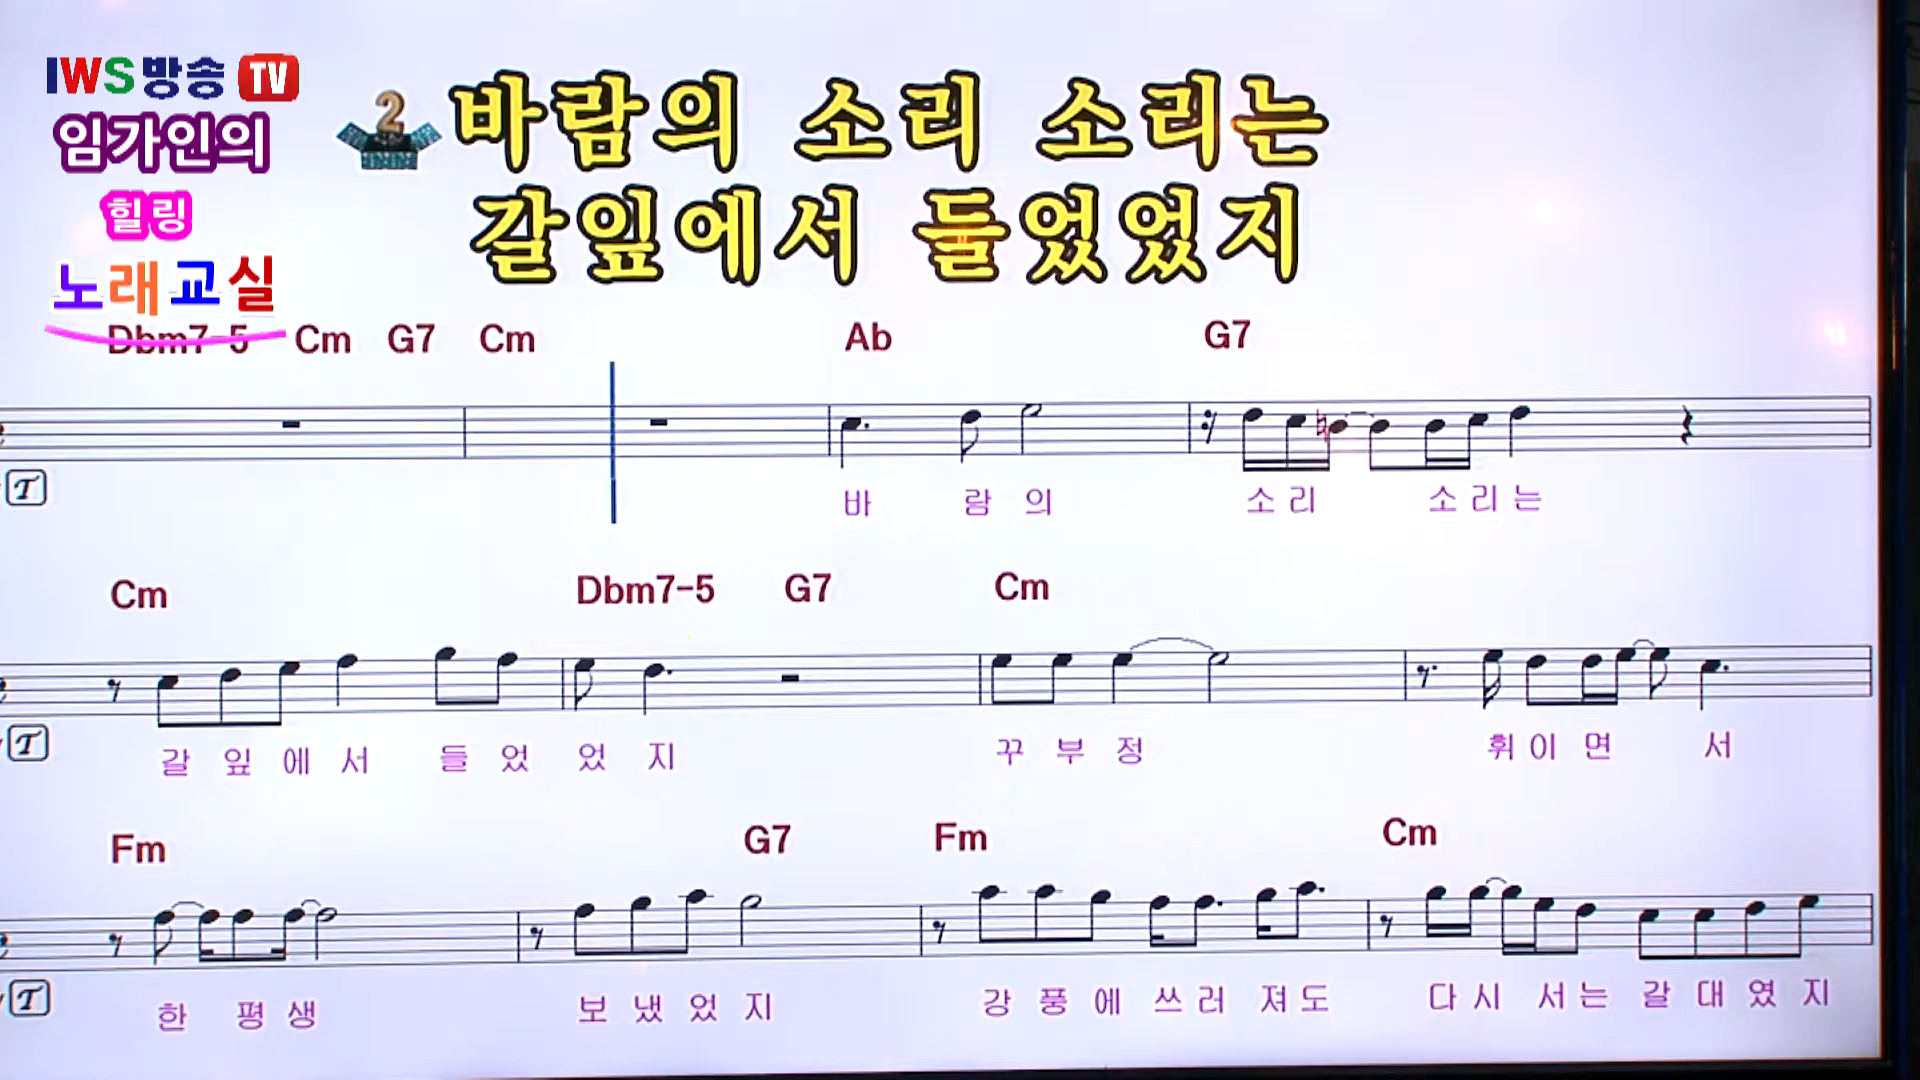 IWS방송 TV
임가인의
힐링
노래교실
2 바람의 소리 소리는
갈잎에서 들었었지
Dbm7-5 Cm G7 Cm Ab G7
바 람 의 소 리 소 리 는
T
Cm Dbm7-5 G7 Cm
갈 잎 에 서 들 었 었 지 꾸 부 정 휘 이 면 서
T
Fm G7 Fm Cm
한 평 생 보 냈 었 지 강 풍 에 쓰 러 져 도 다 시 서 는 갈 대 였 지
T